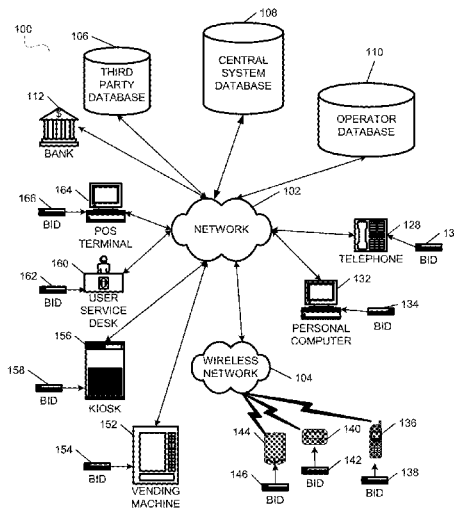 100
106
108
110
THIRD
PARTY
DATABASE
CENTRAL
SYSTEM
DATABASE
OPERATOR
DATABASE
112
$
BANK
102
NETWORK
164
166
BID
POS
TERMINAL
128
TELEPHONE
BID
160
162
BID
USER
SERVICE
DESK
132
134
PERSONAL
COMPUTER
BID
156
158
BID
KIOSK
WIRELESS
NETWORK
104
152
154
BID
VENDING
MACHINE
144
140
136
146
142
138
BID
BID
BID